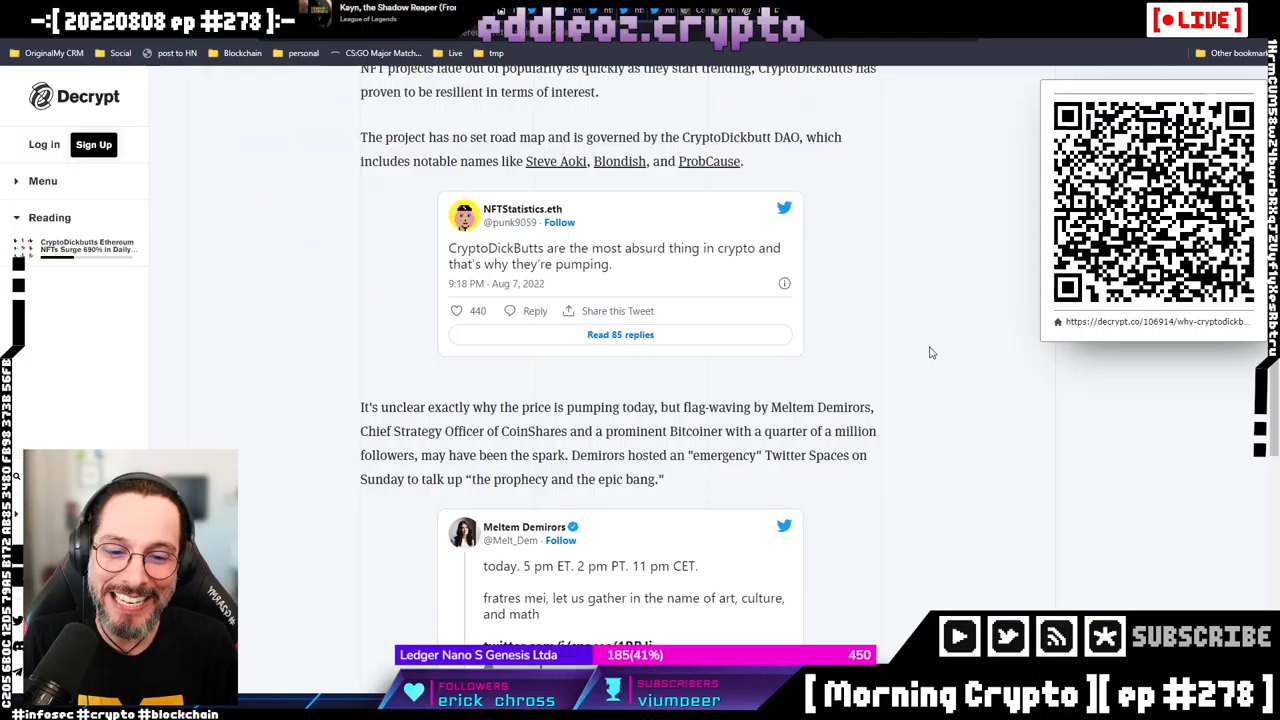 -:[ 20220808 ep #278 ]:-
Kayn, the Shadow Reaper (Fro
League of Legends
eddieoz.crypto
[● LIVE]
OriginalMy CRM
Social
post to HN
CS:GO Major Match...
Blockchain
personal
Live
tmp
Other bookmar
Decrypt
Log in
Sign Up
Menu
Reading
CryptoDickbutts Ethereum
NFTs Surge 690% in Daily...
NFT projects fade out of popularity as quickly as they start trending, CryptoDickbutts has
proven to be resilient in terms of interest.
The project has no set road map and is governed by the CryptoDickbutt DAO, which
includes notable names like Steve Aoki, Blondish, and ProbCause.
NFTStatistics.eth
@punk9059 · Follow
CryptoDickButts are the most absurd thing in crypto and
that's why they're pumping.
9:18 PM · Aug 7, 2022
440
Reply
Share this Tweet
Read 85 replies
It's unclear exactly why the price is pumping today, but flag-waving by Meltem Demirors,
Chief Strategy Officer of CoinShares and a prominent Bitcoiner with a quarter of a million
followers, may have been the spark. Demirors hosted an "emergency" Twitter Spaces on
Sunday to talk up “the prophecy and the epic bang."
Meltem Demirors
@Melt_Dem · Follow
today. 5 pm ET. 2 pm PT. 11 pm CET.
fratres mei, let us gather in the name of art, culture,
and math
https://decrypt.co/106914/why-cryptodickb...
Ledger Nano S Genesis Ltda
185(41%)
450
FOLLOWERS
erick_chross
SUBSCRIBERS
vjumpeer
SUBSCRIBE
[ Morning Crypto ][ ep #278 ]
#infosec #crypto #blockchain